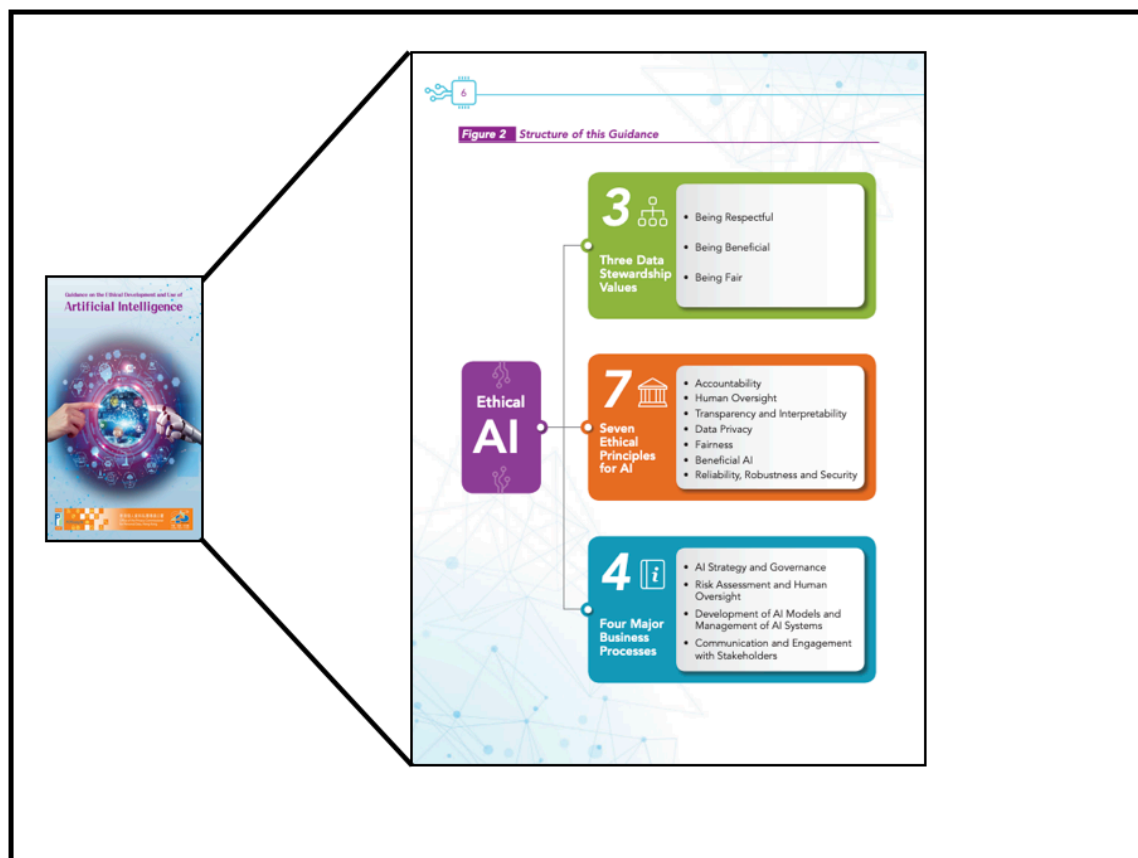 Guidance on the Ethical Development and Use of
Artificial Intelligence
6
Figure 2 Structure of this Guidance
3
Three Data
Stewardship
Values
• Being Respectful
• Being Beneficial
• Being Fair
Ethical
AI
7
Seven
Ethical
Principles
for AI
• Accountability
• Human Oversight
• Transparency and Interpretability
• Data Privacy
• Fairness
• Beneficial AI
• Reliability, Robustness and Security
4
i
Four Major
Business
Processes
• AI Strategy and Governance
• Risk Assessment and Human
Oversight
• Development of AI Models and
Management of AI Systems
• Communication and Engagement
with Stakeholders